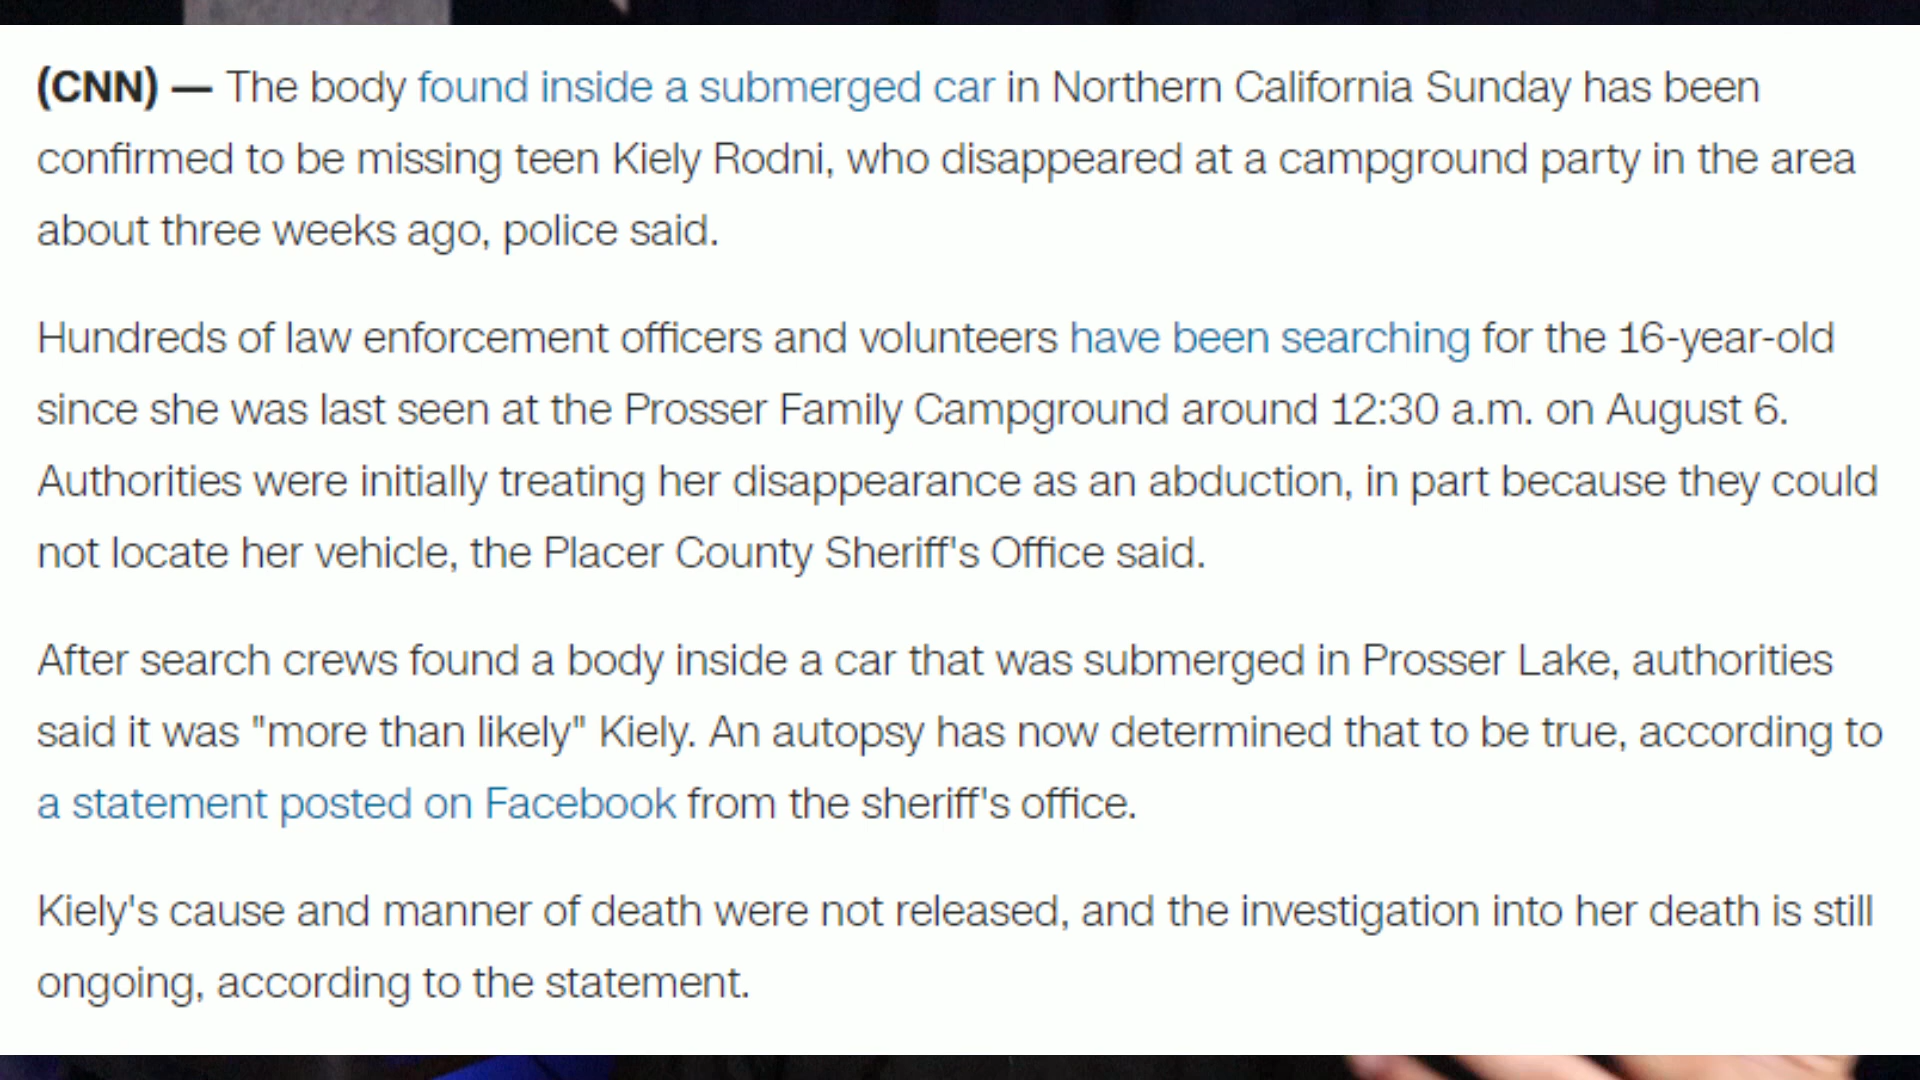 (CNN) — The body found inside a submerged car in Northern California Sunday has been
confirmed to be missing teen Kiely Rodni, who disappeared at a campground party in the area
about three weeks ago, police said.
Hundreds of law enforcement officers and volunteers have been searching for the 16-year-old
since she was last seen at the Prosser Family Campground around 12:30 a.m. on August 6.
Authorities were initially treating her disappearance as an abduction, in part because they could
not locate her vehicle, the Placer County Sheriff's Office said.
After search crews found a body inside a car that was submerged in Prosser Lake, authorities
said it was "more than likely" Kiely. An autopsy has now determined that to be true, according to
a statement posted on Facebook from the sheriff's office.
Kiely's cause and manner of death were not released, and the investigation into her death is still
ongoing, according to the statement.